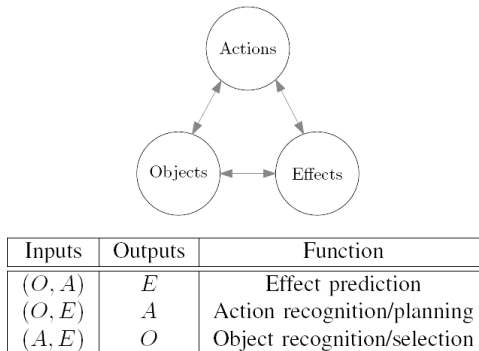 Actions
Objects
Effects
Inputs Outputs Function
(O, A) E Effect prediction
(O, E) A Action recognition/planning
(A, E) O Object recognition/selection